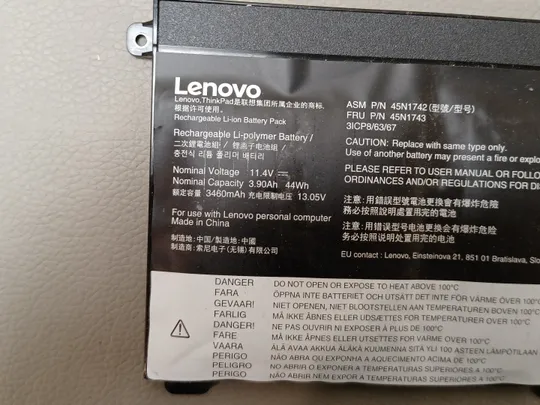 Lenovo
Lenovo,ThinkPad是联想集团所属企业的商标,
根据许可使用。
Rechargeable Li-ion Battery Pack
Rechargeable Li-polymer Battery /
二次鋰電池組 / 锂离子电池组 /
충전식 리튬 폴리머 배터리
Nominal Voltage 11.4V
Nominal Capacity 3.90Ah 44Wh
額定容量 3460mAh 充电限制电压 13.05V
For use with Lenovo personal computer
Made in China
製造地: 中国/製造地: 中國
制造商: 索尼电子(无锡)有限公司
ASM P/N 45N1742(型號/型号)
FRU P/N 45N1743
3ICP8/63/67
CAUTION: Replace with same type only.
Use of another battery may present a fire or explo
PLEASE REFER TO USER MANUAL OR FOLLO
ORDINANCES AND/OR REGULATIONS FOR DI
注意: 用錯誤型號電池更換會有爆炸危險
務必按照說明處置用完的電池
注意: 用错误型号电池更换会有爆炸危险
务必按照说明处置用完的电池
EU contact : Lenovo, Einsteinova 21, 851 01 Bratislava, Slo
DANGER DO NOT OPEN OR EXPOSE TO HEAT ABOVE 100°C
FARA ÖPPNA INTE BATTERIET OCH UTSÄTT DET INTE FÖR VÄRME ÖVER 100°
GEVAAR! NIET OPENEN, NIET BLOOTSTELLEN AAN TEMPERATUREN BOVEN 100°C
FARLIG MÅ IKKE ÅBNES ELLER UDSÆTTES FOR TEMPERATURER OVER 100°C
DANGER! NE PAS OUVRIR NI EXPOSER À PLUS DE 100°C
FARE MÅ IKKE ÅPNES ELLER UTSETTES FOR VARME OVER 100°C
VAARA ÄLÄ AVAA AKKUA ÄLÄKÄ KUUMENNA SITÄ YLI 100 ASTEEN LÄMPÖTILAAN
PERIGO NÃO ABRA OU EXPONHA A AQUECIMENTO ACIMA DE 100°C
PELIGRO NO ABRIR O EXPONER A TEMPERATURAS SUPERIORES A 100°C
PERICOLO NON APRIRE NÉ ESPORRE A TEMPERATURE SUPERIORI A 100°C